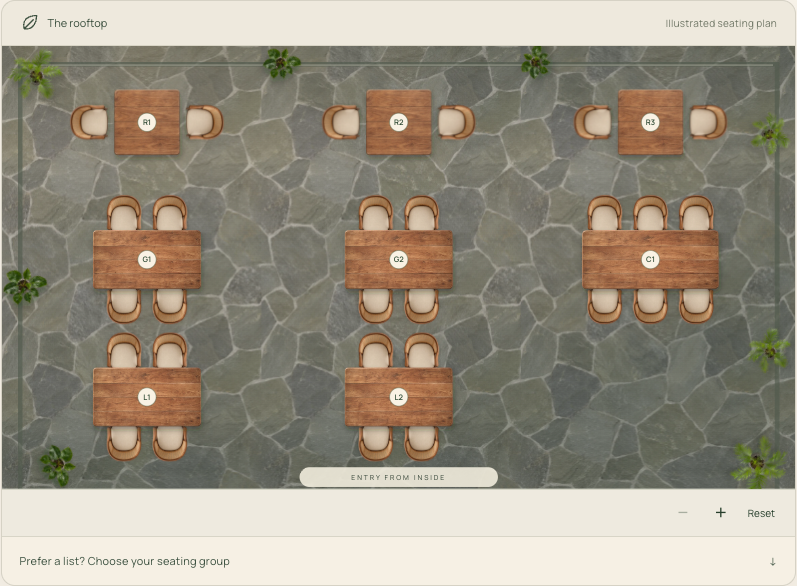 The rooftop
Illustrated seating plan
R1
R2
R3
G1
G2
C1
L1
L2
ENTRY FROM INSIDE
− + Reset
Prefer a list? Choose your seating group ↓